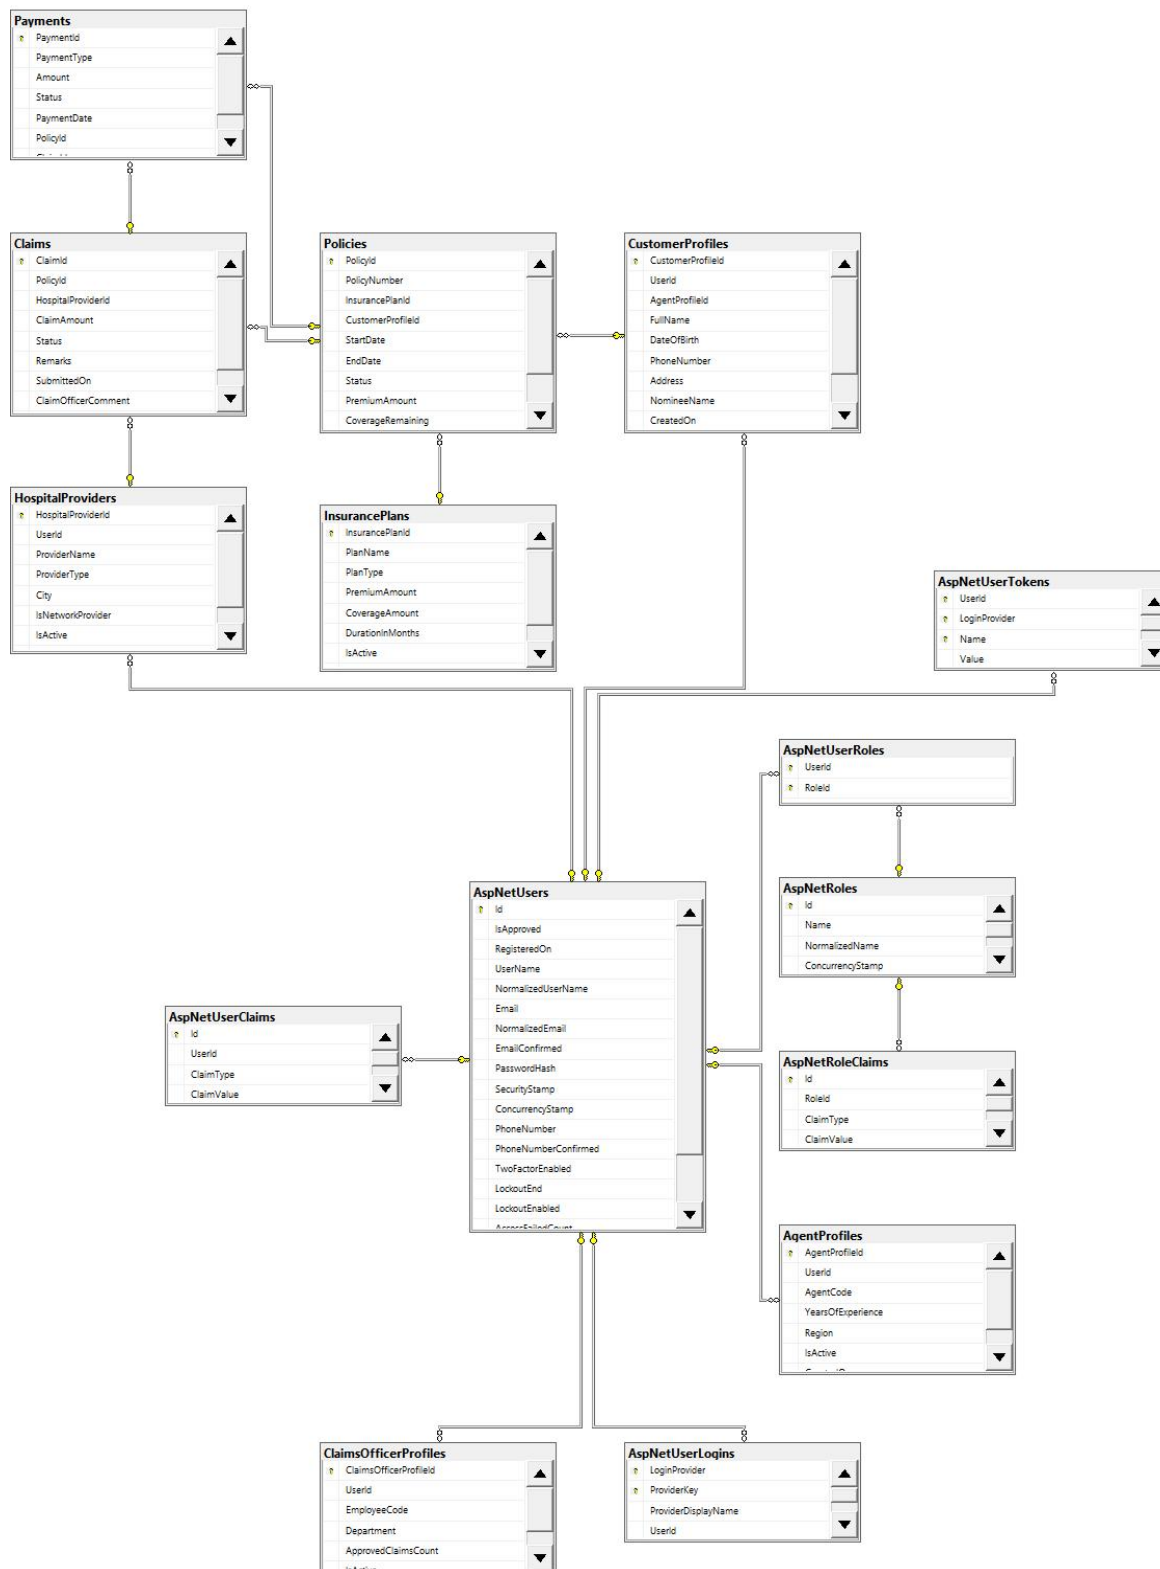 Payments
PaymentId
PaymentType
Amount
Status
PaymentDate
PolicyId
Claims
ClaimId
PolicyId
HospitalProviderId
ClaimAmount
Status
Remarks
SubmittedOn
ClaimOfficerComment
Policies
PolicyId
PolicyNumber
InsurancePlanId
CustomerProfileId
StartDate
EndDate
Status
PremiumAmount
CoverageRemaining
CustomerProfiles
CustomerProfileId
UserId
AgentProfileId
FullName
DateOfBirth
PhoneNumber
Address
NomineeName
CreatedOn
HospitalProviders
HospitalProviderId
UserId
ProviderName
ProviderType
City
IsNetworkProvider
IsActive
InsurancePlans
InsurancePlanId
PlanName
PlanType
PremiumAmount
CoverageAmount
DurationInMonths
IsActive
AspNetUserTokens
UserId
LoginProvider
Name
Value
AspNetUserRoles
UserId
RoleId
AspNetUsers
Id
IsApproved
RegisteredOn
UserName
NormalizedUserName
Email
NormalizedEmail
EmailConfirmed
PasswordHash
SecurityStamp
ConcurrencyStamp
PhoneNumber
PhoneNumberConfirmed
TwoFactorEnabled
LockoutEnd
LockoutEnabled
AccessFailedCount
AspNetRoles
Id
Name
NormalizedName
ConcurrencyStamp
AspNetUserClaims
Id
UserId
ClaimType
ClaimValue
AspNetRoleClaims
Id
RoleId
ClaimType
ClaimValue
AgentProfiles
AgentProfileId
UserId
AgentCode
YearsOfExperience
Region
IsActive
ClaimsOfficerProfiles
ClaimsOfficerProfileId
UserId
EmployeeCode
Department
ApprovedClaimsCount
AspNetUserLogins
LoginProvider
ProviderKey
ProviderDisplayName
UserId